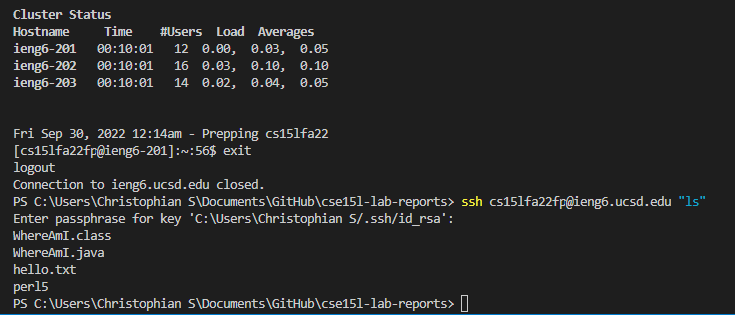 Cluster Status
Hostname     Time    #Users  Load  Averages
ieng6-201   00:10:01   12  0.00,  0.03,  0.05
ieng6-202   00:10:01   16  0.03,  0.10,  0.10
ieng6-203   00:10:01   14  0.02,  0.04,  0.05
Fri Sep 30, 2022 12:14am - Prepping cs15lfa22
[cs15lfa22fp@ieng6-201]:~:56$ exit
logout
Connection to ieng6.ucsd.edu closed.
PS C:\Users\Christophian S\Documents\GitHub\cse15l-lab-reports> ssh cs15lfa22fp@ieng6.ucsd.edu "ls"
Enter passphrase for key 'C:\Users\Christophian S/.ssh/id_rsa':
WhereAmI.class
WhereAmI.java
hello.txt
perl5
PS C:\Users\Christophian S\Documents\GitHub\cse15l-lab-reports>